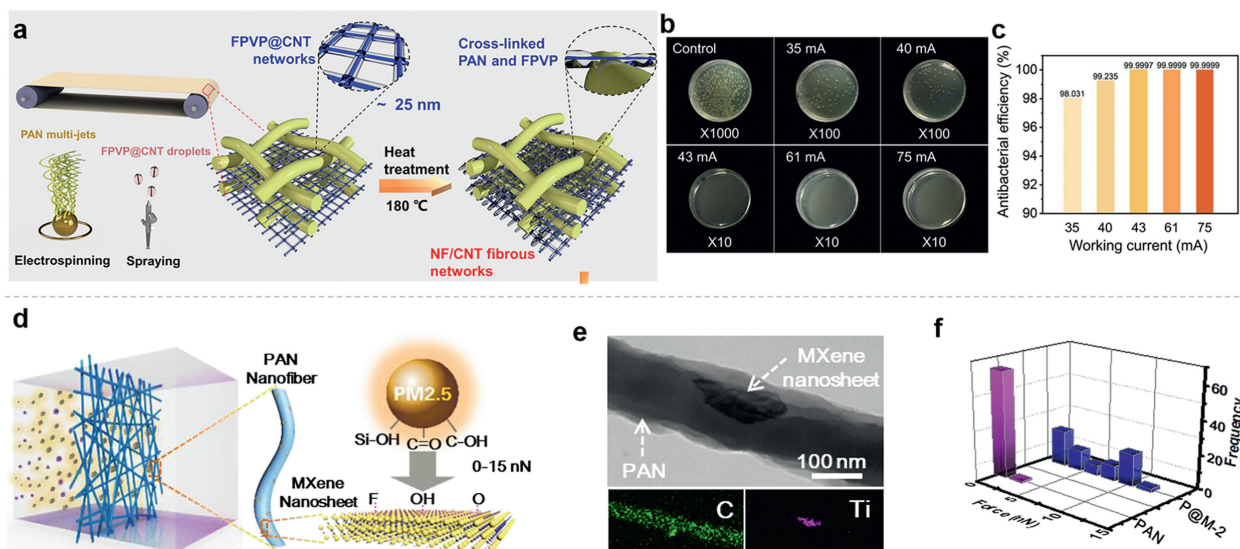 a
FPVP@CNT
networks
~ 25 nm
Cross-linked
PAN and FPVP
PAN multi-jets
FPVP@CNT droplets
Electrospinning
Spraying
Heat
treatment
180 ℃
NF/CNT fibrous
networks
b
Control
35 mA
40 mA
X1000
X100
X100
43 mA
61 mA
75 mA
X10
X10
X10
c
Antibacterial efficiency (%)
100
98
96
94
92
90
98.031
99.235
99.9997
99.9999
99.9999
35
40
43
61
75
Working current (mA)
d
PAN
Nanofiber
MXene
Nanosheet
PM2.5
Si-OH
C=O
C-OH
0-15 nN
F
OH
O
e
MXene
nanosheet
PAN
100 nm
C
Ti
f
60
40
20
0
Frequency
0
5
10
15
Force (nN)
PAN
P@M-2